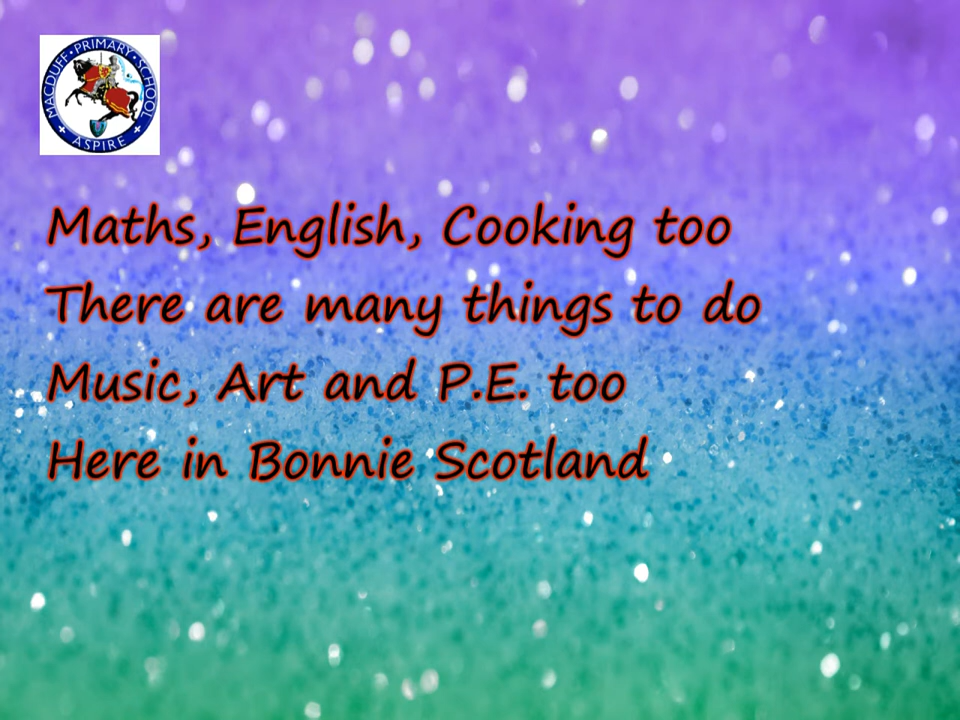 MACDUFF • PRIMARY • SCHOOL
ASPIRE
Maths, English, Cooking too
There are many things to do
Music, Art and P.E. too
Here in Bonnie Scotland